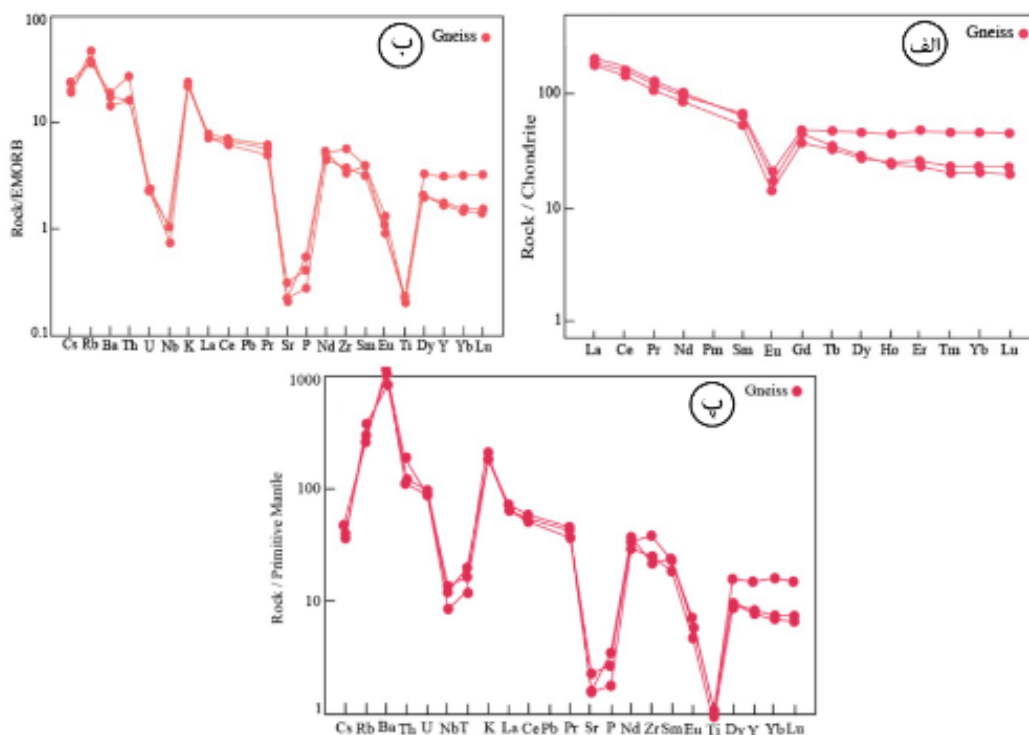 الف
Gneiss
Rock / Chondrite
100
10
1
La Ce Pr Nd Pm Sm Eu Gd Tb Dy Ho Er Tm Yb Lu
ب
Gneiss
Rock/EMORB
100
10
1
0.1
Cs Rb Ba Th U Nb K La Ce Pb Pr Sr P Nd Zr Sm Eu Ti Dy Y Yb Lu
پ
Gneiss
Rock / Primitive Mantle
1000
100
10
1
Cs Rb Ba Th U Nb T K La Ce Pb Pr Sr P Nd Zr Sm Eu Ti Dy Y Yb Lu